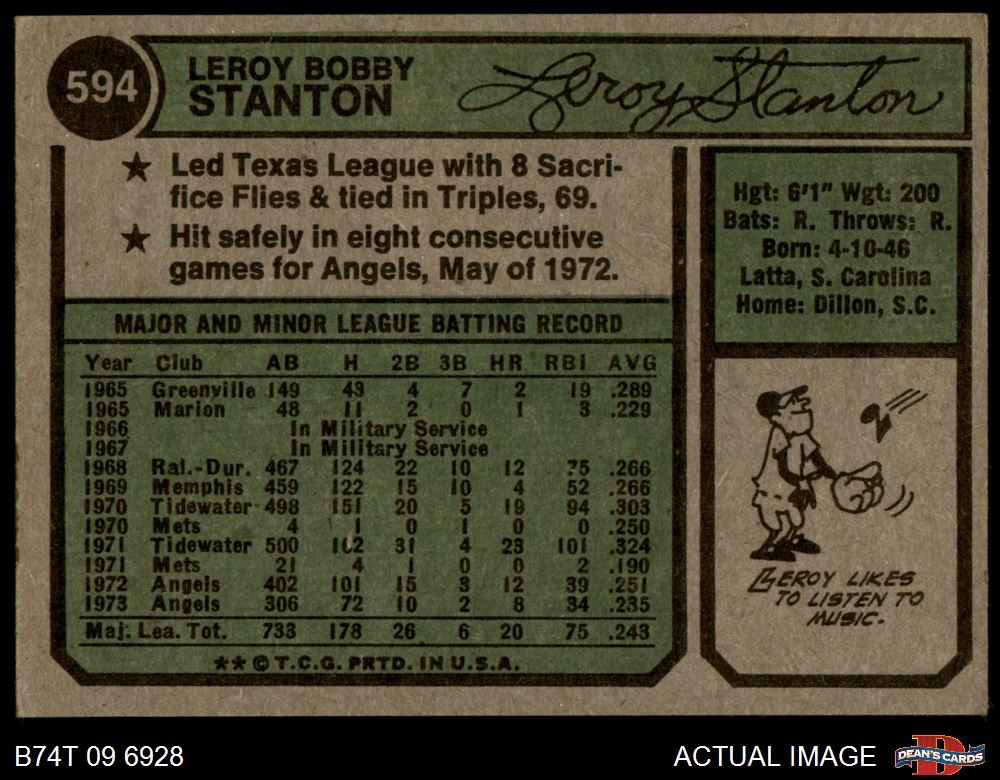 594
LEROY BOBBY
STANTON
Leroy Stanton
★ Led Texas League with 8 Sacri-
fice Flies & tied in Triples, 69.
★ Hit safely in eight consecutive
games for Angels, May of 1972.
Hgt: 6'1" Wgt: 200
Bats: R. Throws: R.
Born: 4-10-46
Latta, S. Carolina
Home: Dillon, S.C.
MAJOR AND MINOR LEAGUE BATTING RECORD
Year Club AB H 2B 3B HR RBI AVG
1965 Greenville 149 43 4 7 2 19 .289
1965 Marion 48 11 2 0 1 3 .229
1966 In Military Service
1967 In Military Service
1968 Ral.-Dur. 467 124 22 10 12 75 .266
1969 Memphis 459 122 15 10 4 52 .266
1970 Tidewater 498 151 20 5 19 94 .303
1970 Mets 4 1 0 1 0 0 .250
1971 Tidewater 500 162 31 4 23 101 .324
1971 Mets 21 4 1 0 0 2 .190
1972 Angels 402 101 15 3 12 39 .251
1973 Angels 306 72 10 2 8 34 .235
Maj. Lea. Tot. 733 178 26 6 20 75 .243
** © T.C.G. PRTD. IN U.S.A.
LEROY LIKES
TO LISTEN TO
MUSIC.
B74T 09 6928
ACTUAL IMAGE
DEAN'S CARDS